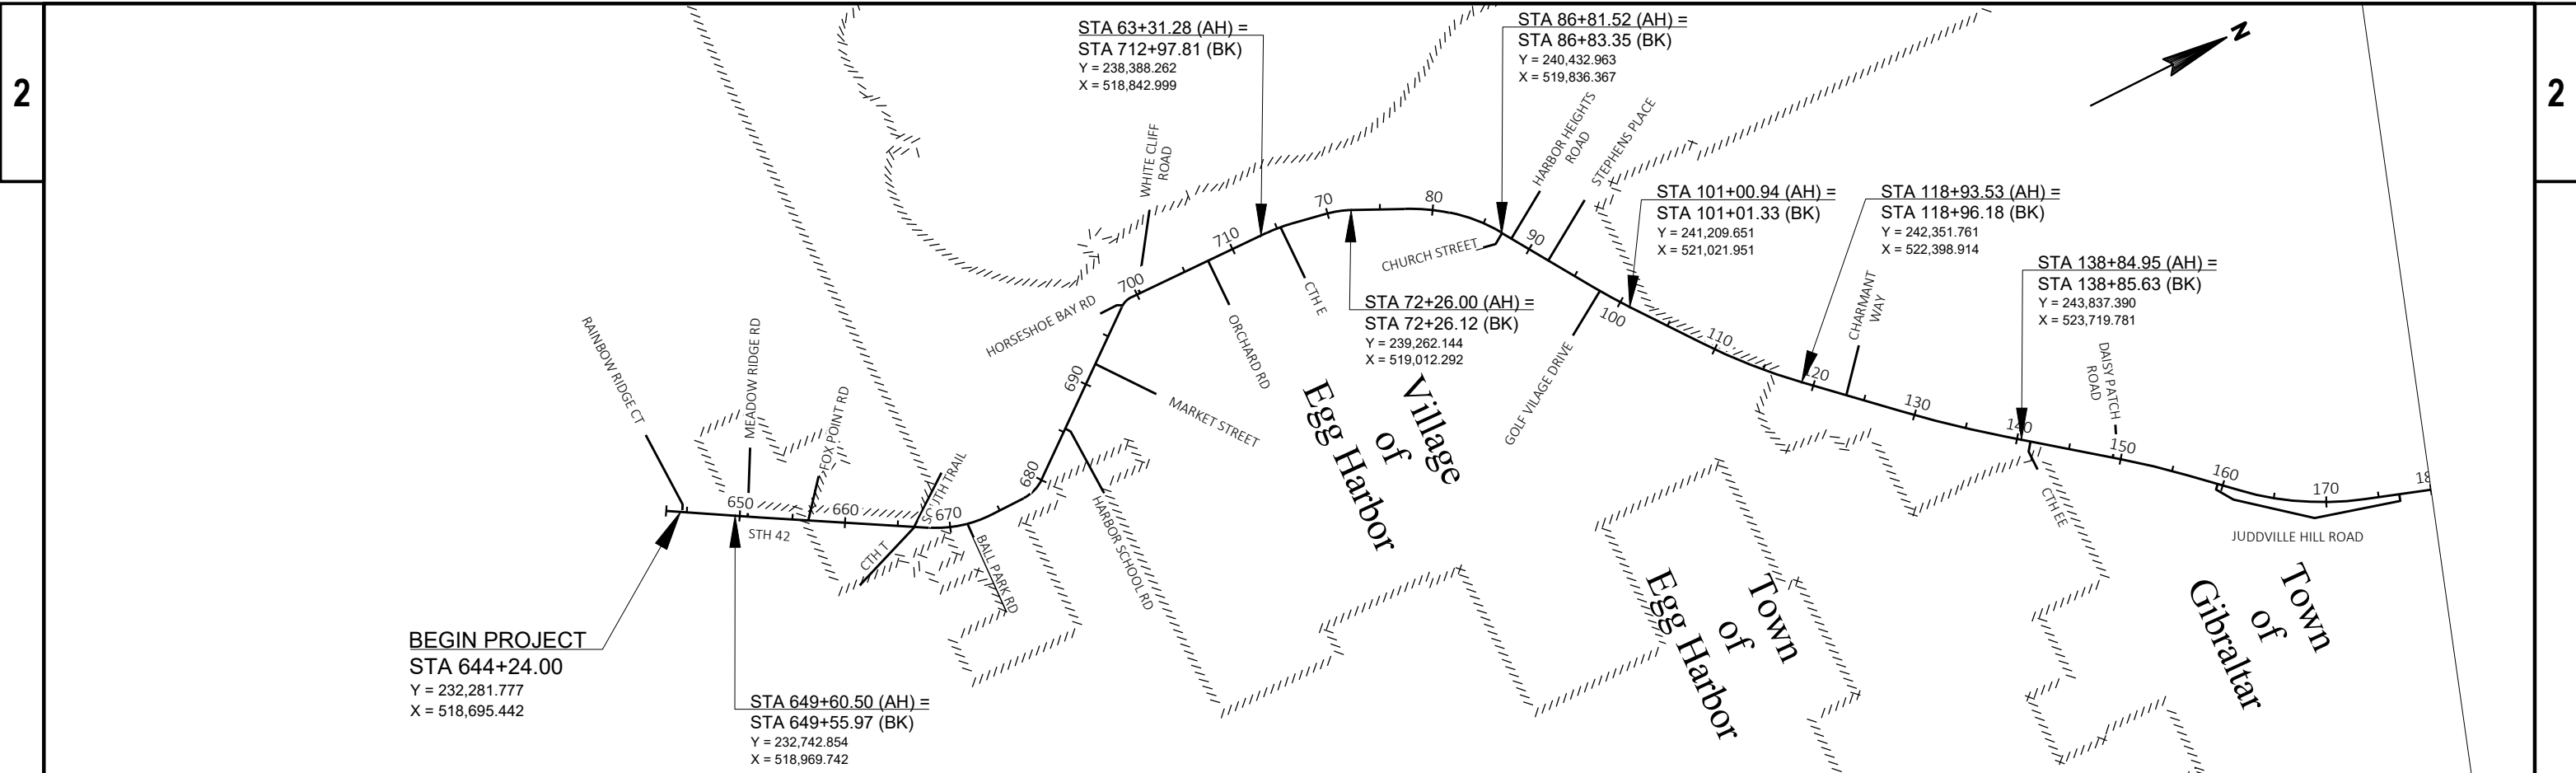 2
2
N
STA 63+31.28 (AH) =
STA 712+97.81 (BK)
Y = 238,388.262
X = 518,842.999
STA 86+81.52 (AH) =
STA 86+83.35 (BK)
Y = 240,432.963
X = 519,836.367
WHITE CLIFF
ROAD
HARBOR HEIGHTS
ROAD
STEPHENS PLACE
STA 101+00.94 (AH) =
STA 101+01.33 (BK)
Y = 241,209.651
X = 521,021.951
STA 118+93.53 (AH) =
STA 118+96.18 (BK)
Y = 242,351.761
X = 522,398.914
STA 138+84.95 (AH) =
STA 138+85.63 (BK)
Y = 243,837.390
X = 523,719.781
CHURCH STREET
STA 72+26.00 (AH) =
STA 72+26.12 (BK)
Y = 239,262.144
X = 519,012.292
RAINBOW RIDGE CT
MEADOW RIDGE RD
FOX POINT RD
HORSESHOE BAY RD
ORCHARD RD
CTH E
MARKET STREET
GOLF VILAGE DRIVE
CHARMANT
WAY
DAISY PATCH
ROAD
650
660
670
680
690
700
710
70
80
90
100
110
120
130
140
150
160
170
18
STH 42
CTH T
SOUTH TRAIL
BALL PARK RD
HARBOR SCHOOL RD
CTH EE
JUDDVILLE HILL ROAD
Village
of
Egg Harbor
Town
of
Egg Harbor
Town
of
Gibraltar
BEGIN PROJECT
STA 644+24.00
Y = 232,281.777
X = 518,695.442
STA 649+60.50 (AH) =
STA 649+55.97 (BK)
Y = 232,742.854
X = 518,969.742